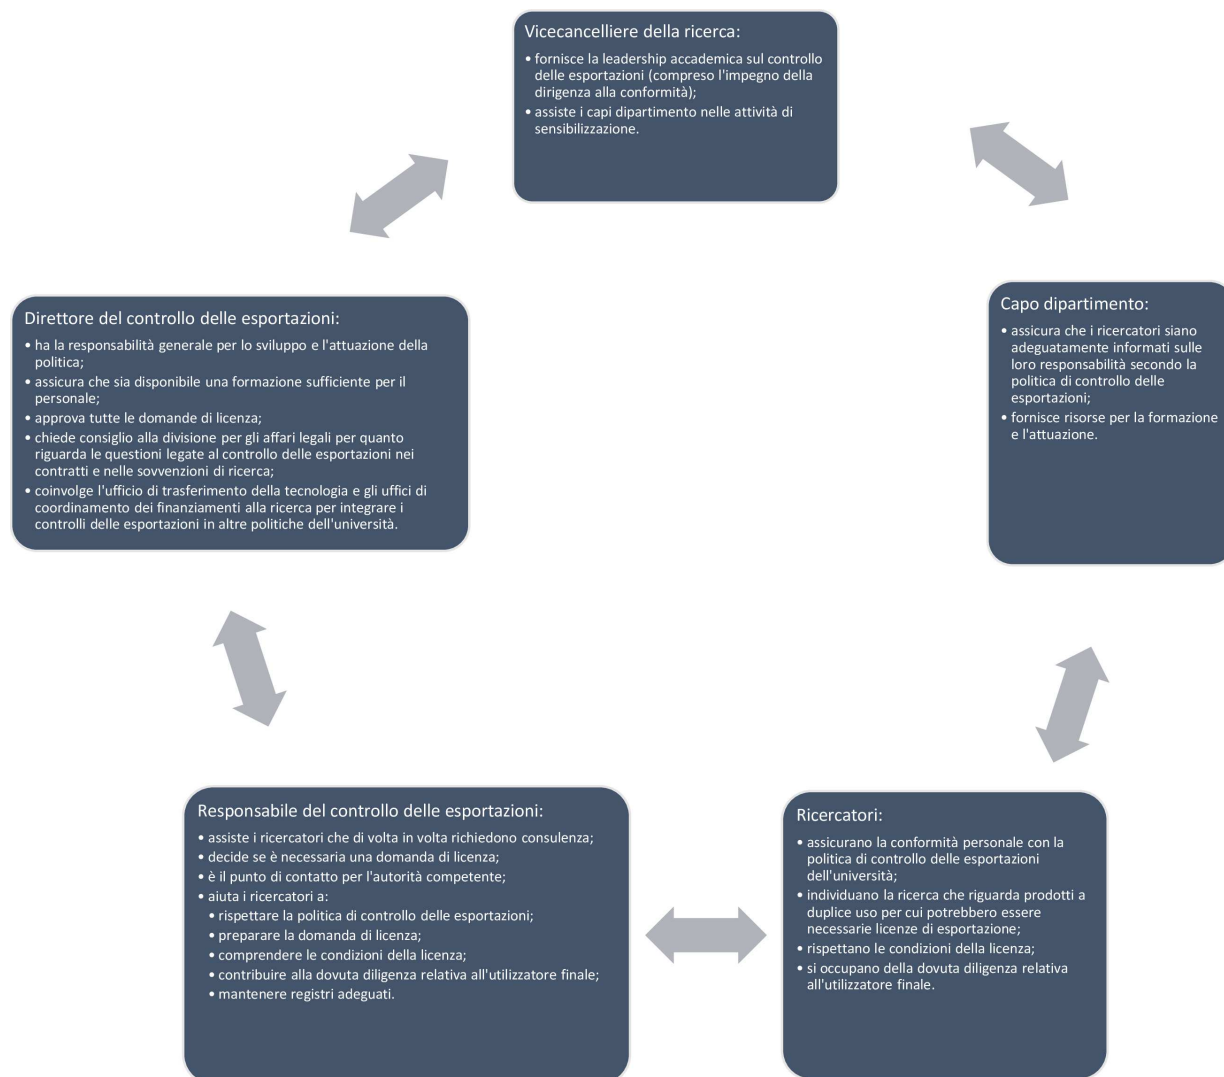 Vicecancelliere della ricerca:
• fornisce la leadership accademica sul controllo
delle esportazioni (compreso l'impegno della
dirigenza alla conformità);
• assiste i capi dipartimento nelle attività di
sensibilizzazione.
Direttore del controllo delle esportazioni:
• ha la responsabilità generale per lo sviluppo e l'attuazione della
politica;
• assicura che sia disponibile una formazione sufficiente per il
personale;
• approva tutte le domande di licenza;
• chiede consiglio alla divisione per gli affari legali per quanto
riguarda le questioni legate al controllo delle esportazioni nei
contratti e nelle sovvenzioni di ricerca;
• coinvolge l'ufficio di trasferimento della tecnologia e gli uffici di
coordinamento dei finanziamenti alla ricerca per integrare i
controlli delle esportazioni in altre politiche dell'università.
Capo dipartimento:
• assicura che i ricercatori siano
adeguatamente informati sulle
loro responsabilità secondo la
politica di controllo delle
esportazioni;
• fornisce risorse per la formazione
e l'attuazione.
Responsabile del controllo delle esportazioni:
• assiste i ricercatori che di volta in volta richiedono consulenza;
• decide se è necessaria una domanda di licenza;
• è il punto di contatto per l'autorità competente;
• aiuta i ricercatori a:
• rispettare la politica di controllo delle esportazioni;
• preparare la domanda di licenza;
• comprendere le condizioni della licenza;
• contribuire alla dovuta diligenza relativa all'utilizzatore finale;
• mantenere registri adeguati.
Ricercatori:
• assicurano la conformità personale con la
politica di controllo delle esportazioni
dell'università;
• individuano la ricerca che riguarda prodotti a
duplice uso per cui potrebbero essere
necessarie licenze di esportazione;
• rispettano le condizioni della licenza;
• si occupano della dovuta diligenza relativa
all'utilizzatore finale.